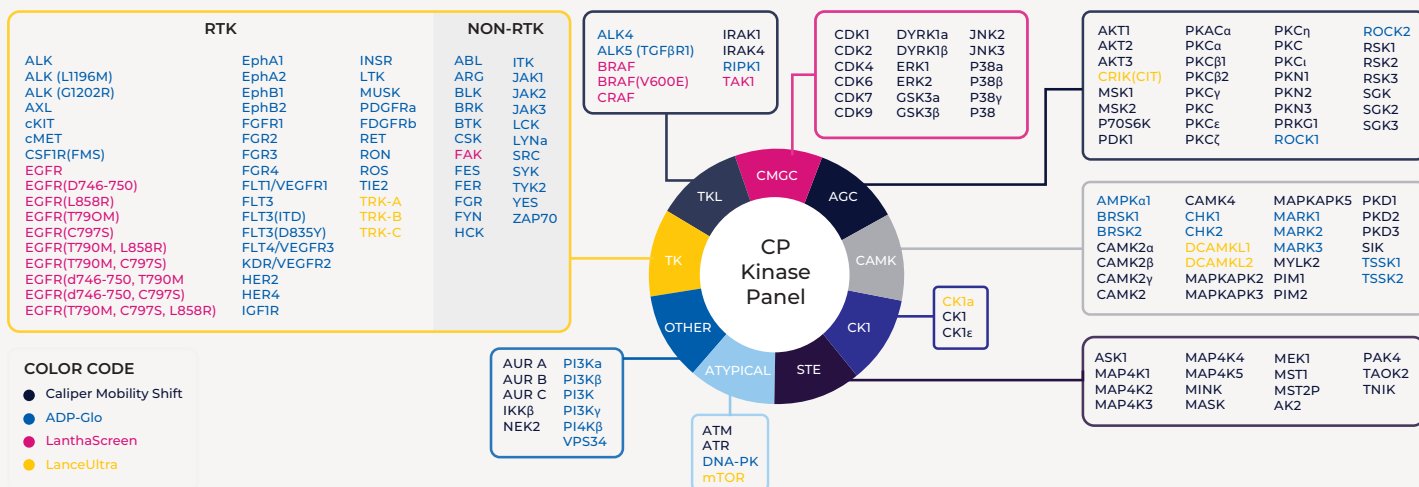 RTK
ALK
ALK (L1196M)
ALK (G1202R)
AXL
cKIT
cMET
CSF1R(FMS)
EGFR
EGFR(D746-750)
EGFR(L858R)
EGFR(T79OM)
EGFR(C797S)
EGFR(T790M, L858R)
EGFR(T790M, C797S)
EGFR(d746-750, T790M
EGFR(d746-750, C797S)
EGFR(T790M, C797S, L858R)
EphA1
EphA2
EphB1
EphB2
FGFR1
FGR2
FGR3
FGR4
FLT1/VEGFR1
FLT3
FLT3(ITD)
FLT3(D835Y)
FLT4/VEGFR3
KDR/VEGFR2
HER2
HER4
IGF1R
INSR
LTK
MUSK
PDGFRa
FDGFRb
RET
RON
ROS
TIE2
TRK-A
TRK-B
TRK-C
NON-RTK
ABL
ARG
BLK
BRK
BTK
CSK
FAK
FES
FER
FGR
FYN
HCK
ITK
JAK1
JAK2
JAK3
LCK
LYNa
SRC
SYK
TYK2
YES
ZAP70
ALK4
ALK5 (TGFβR1)
BRAF
BRAF(V600E)
CRAF
IRAK1
IRAK4
RIPK1
TAK1
CDK1
CDK2
CDK4
CDK6
CDK7
CDK9
DYRK1a
DYRK1β
ERK1
ERK2
GSK3a
GSK3β
JNK2
JNK3
P38a
P38β
P38γ
P38
AKT1
AKT2
AKT3
CRIK(CIT)
MSK1
MSK2
P70S6K
PDK1
PKACα
PKCα
PKCβ1
PKCβ2
PKCγ
PKC
PKCε
PKCζ
PKCη
PKC
PKCι
PKN1
PKN2
PKN3
PRKG1
ROCK1
ROCK2
RSK1
RSK2
RSK3
SGK
SGK2
SGK3
AMPKα1
BRSK1
BRSK2
CAMK2α
CAMK2β
CAMK2γ
CAMK2
CAMK4
CHK1
CHK2
DCAMKL1
DCAMKL2
MAPKAPK2
MAPKAPK3
MAPKAPK5
MARK1
MARK2
MARK3
MYLK2
PIM1
PIM2
PKD1
PKD2
PKD3
SIK
TSSK1
TSSK2
CMGC
AGC
CAMK
CK1
STE
ATYPICAL
OTHER
TK
TKL
CP
Kinase
Panel
CK1a
CK1
CK1ε
ASK1
MAP4K1
MAP4K2
MAP4K3
MAP4K4
MAP4K5
MINK
MASK
MEK1
MST1
MST2P
AK2
PAK4
TAOK2
TNIK
AUR A
AUR B
AUR C
IKKβ
NEK2
PI3Ka
PI3Kβ
PI3K
PI3Kγ
PI4Kβ
VPS34
ATM
ATR
DNA-PK
mTOR
COLOR CODE
Caliper Mobility Shift
ADP-Glo
LanthaScreen
LanceUltra